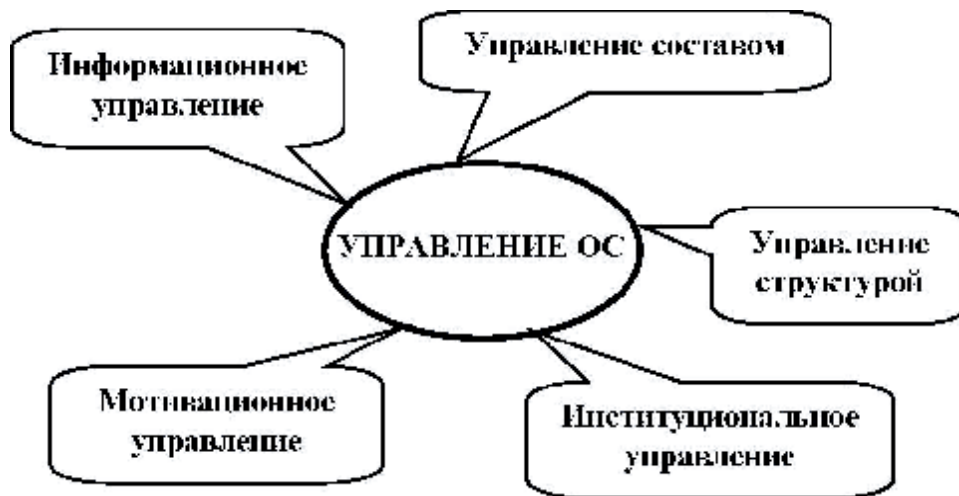 Управление составом
Информационное
управление
УПРАВЛЕНИЕ ОС
Управление
структурой
Мотивационное
управление
Институциональное
управление